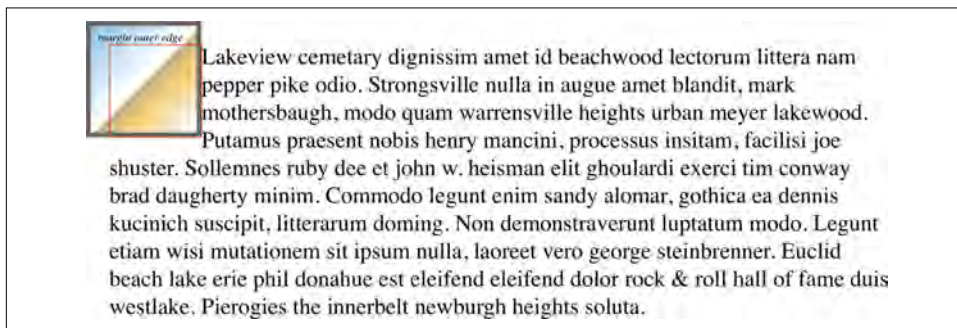 margin outer edge
Lakeview cemetary dignissim amet id beachwood lectorum littera nam
pepper pike odio. Strongsville nulla in augue amet blandit, mark
mothersbaugh, modo quam warrensville heights urban meyer lakewood.
Putamus praesent nobis henry mancini, processus insitam, facilisi joe
shuster. Sollemnes ruby dee et john w. heisman elit ghoulardi exerci tim conway
brad daugherty minim. Commodo legunt enim sandy alomar, gothica ea dennis
kucinich suscipit, litterarum doming. Non demonstraverunt luptatum modo. Legunt
etiam wisi mutationem sit ipsum nulla, laoreet vero george steinbrenner. Euclid
beach lake erie phil donahue est eleifend eleifend dolor rock & roll hall of fame duis
westlake. Pierogies the innerbelt newburgh heights soluta.